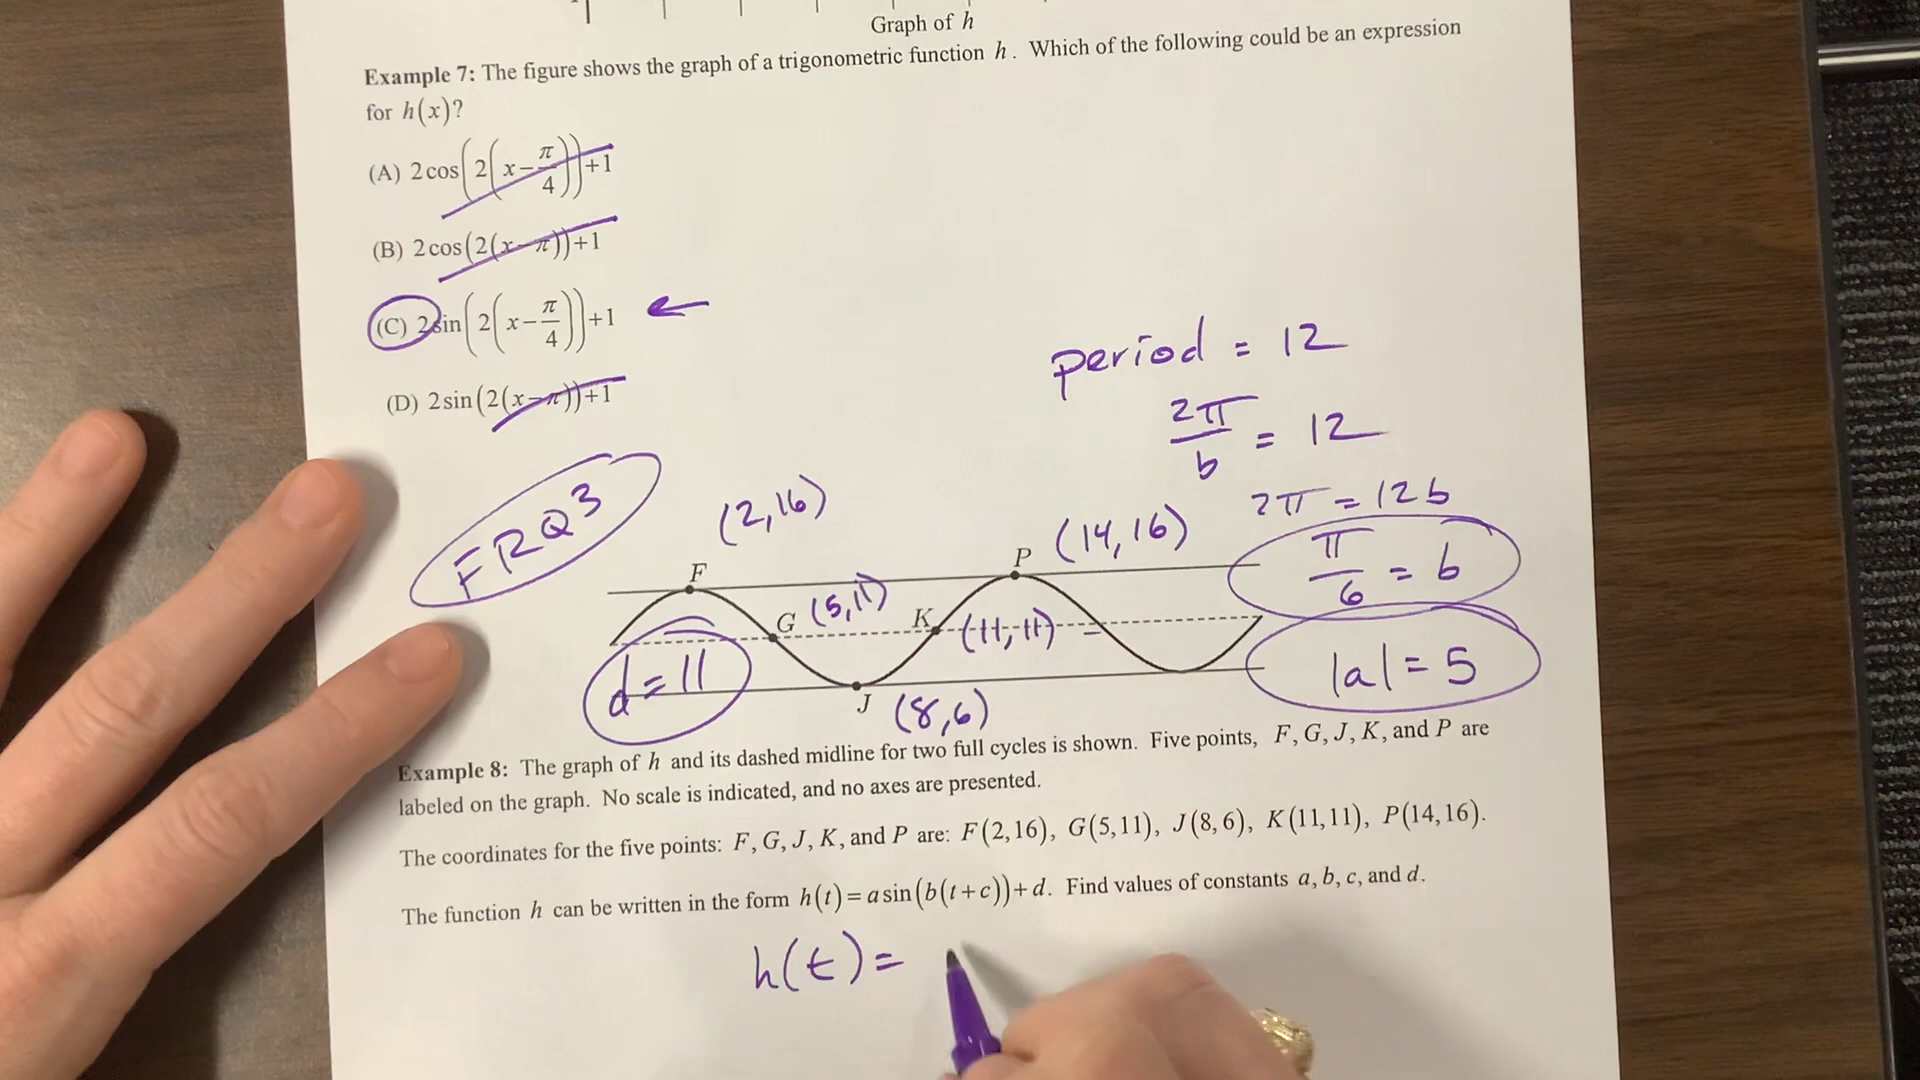 Graph of h
Example 7: The figure shows the graph of a trigonometric function h. Which of the following could be an expression
for h(x)?
(A) 2cos(2(x−π/4))+1
(B) 2cos(2(x−π))+1
(C) 2sin(2(x−π/4))+1 ←
(D) 2sin(2(x−π))+1
period = 12
2π/b = 12
2π = 12b
π/6 = b
|a| = 5
FRQ3
(2,16)
(14,16)
F
P
G (5,11)
K (11,11)
d = 11
J (8,6)
Example 8: The graph of h and its dashed midline for two full cycles is shown. Five points, F, G, J, K, and P are
labeled on the graph. No scale is indicated, and no axes are presented.
The coordinates for the five points: F, G, J, K, and P are: F(2,16), G(5,11), J(8,6), K(11,11), P(14,16).
The function h can be written in the form h(t)=a sin(b(t+c))+d. Find values of constants a, b, c, and d.
h(t)=